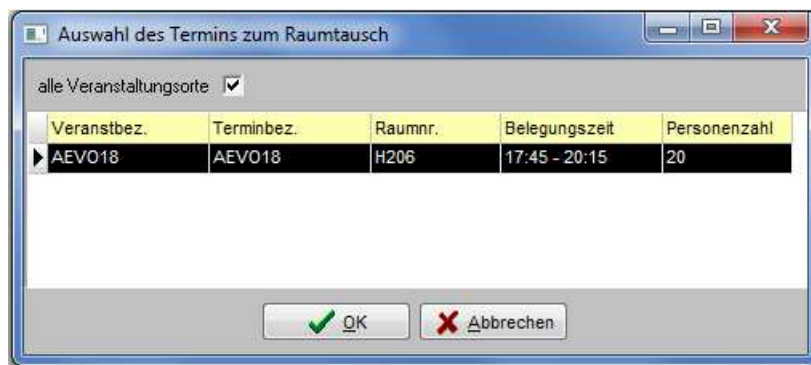 Auswahl des Termins zum Raumtausch
alle Veranstaltungsorte
Veranstbez. Terminbez. Raumnr. Belegungszeit Personenzahl
AEVO18 AEVO18 H206 17:45 - 20:15 20
OK Abbrechen